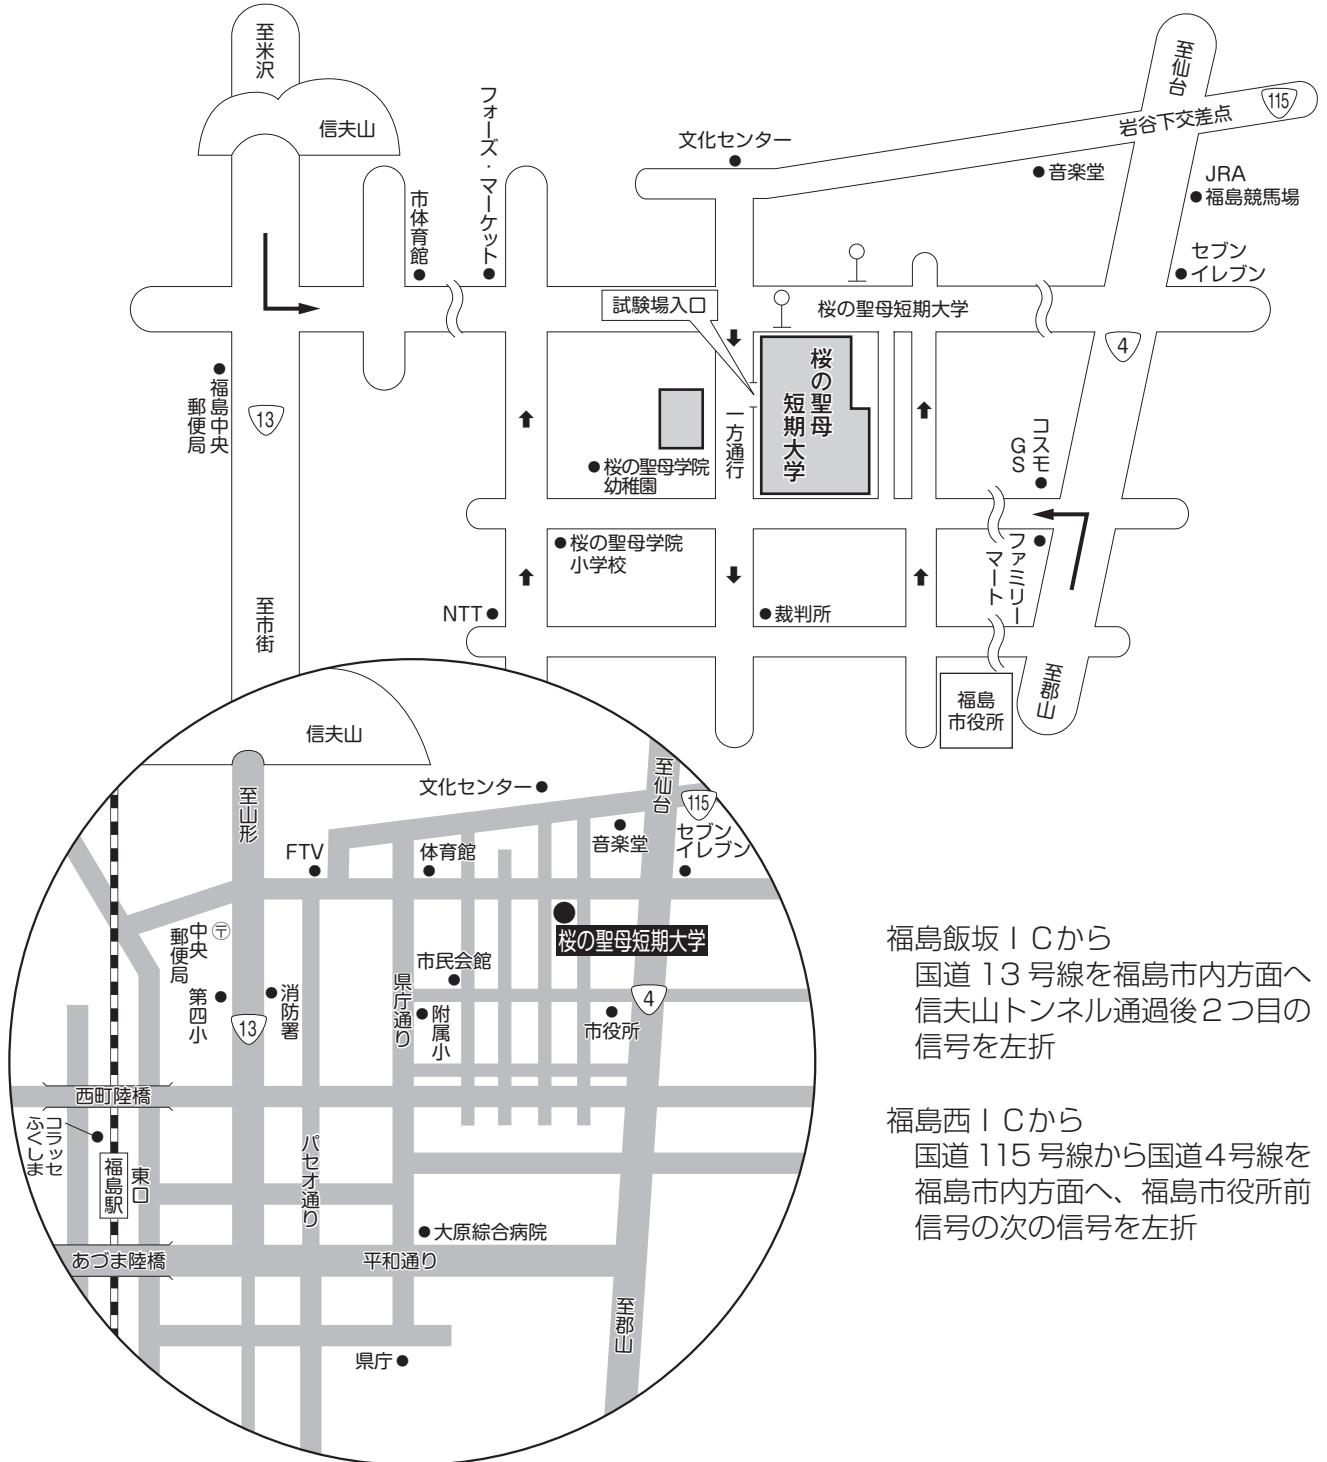 至米沢
信夫山
フォーズ・マーケット
市体育館
文化センター
至仙台
115
岩谷下交差点
音楽堂
JRA
福島競馬場
セブン
イレブン
試験場入口
桜の聖母短期大学
4
福島中央
郵便局
13
桜の聖母
短期大学
一方通行
桜の聖母学院
幼稚園
コスモ
GS
桜の聖母学院
小学校
ファミリー
マート
NTT
裁判所
至市街
福島
市役所
至郡山
信夫山
至山形
文化センター
至仙台
115
FTV
体育館
音楽堂
セブン
イレブン
桜の聖母短期大学
中央
郵便局
〒
第四小
消防署
13
県庁通り
市民会館
附属小
市役所
4
西町陸橋
コラッセ
ふくしま
福島駅
東口
パセオ通り
大原綜合病院
あづま陸橋
平和通り
至郡山
県庁
福島飯坂ＩＣから
国道13号線を福島市内方面へ
信夫山トンネル通過後2つ目の
信号を左折
福島西ＩＣから
国道115号線から国道4号線を
福島市内方面へ、福島市役所前
信号の次の信号を左折